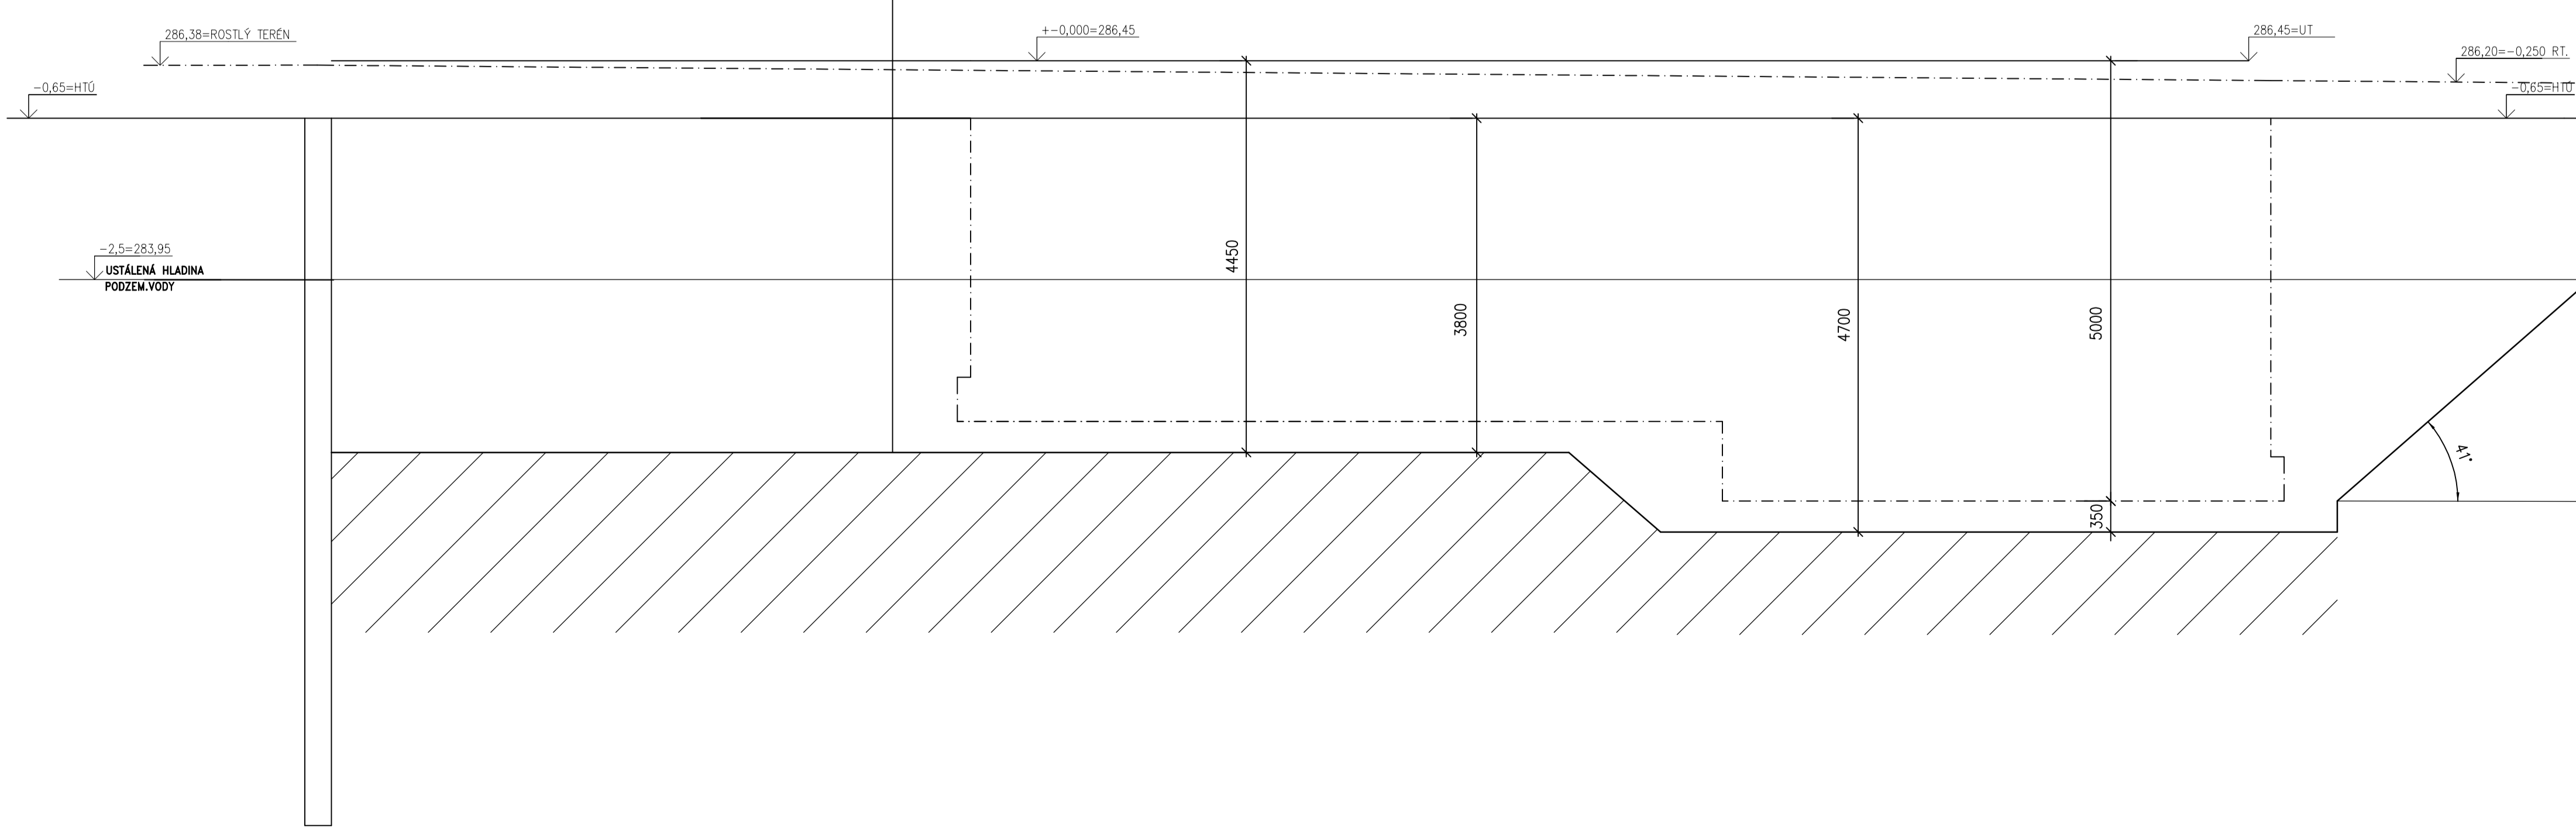 286,38=ROSTLÝ TERÉN
+-0,000=286,45
286,45=UT
286,20=-0,250 RT.
-0,65=HTÚ
-0,65=HTÚ
-2,5=283,95
USTÁLENÁ HLADINA
PODZEM.VODY
4450
3800
4700
5000
350
41°